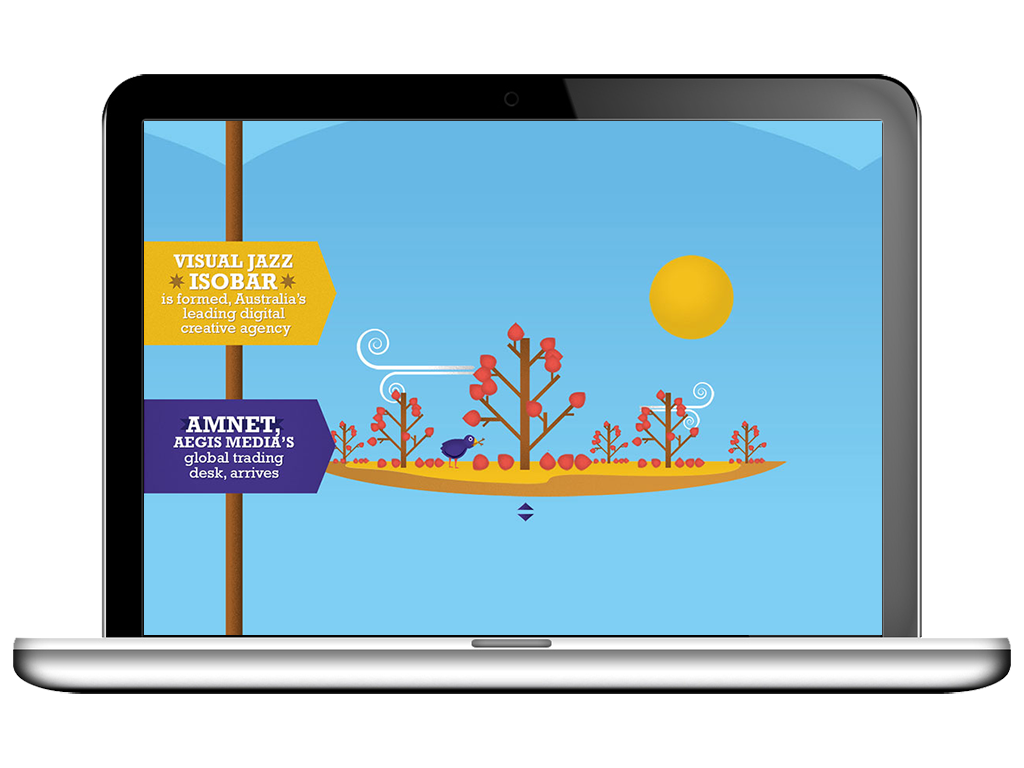 VISUAL JAZZ
ISOBAR
is formed, Australia's
leading digital
creative agency
AMNET,
AEGIS MEDIA'S
global trading
desk, arrives